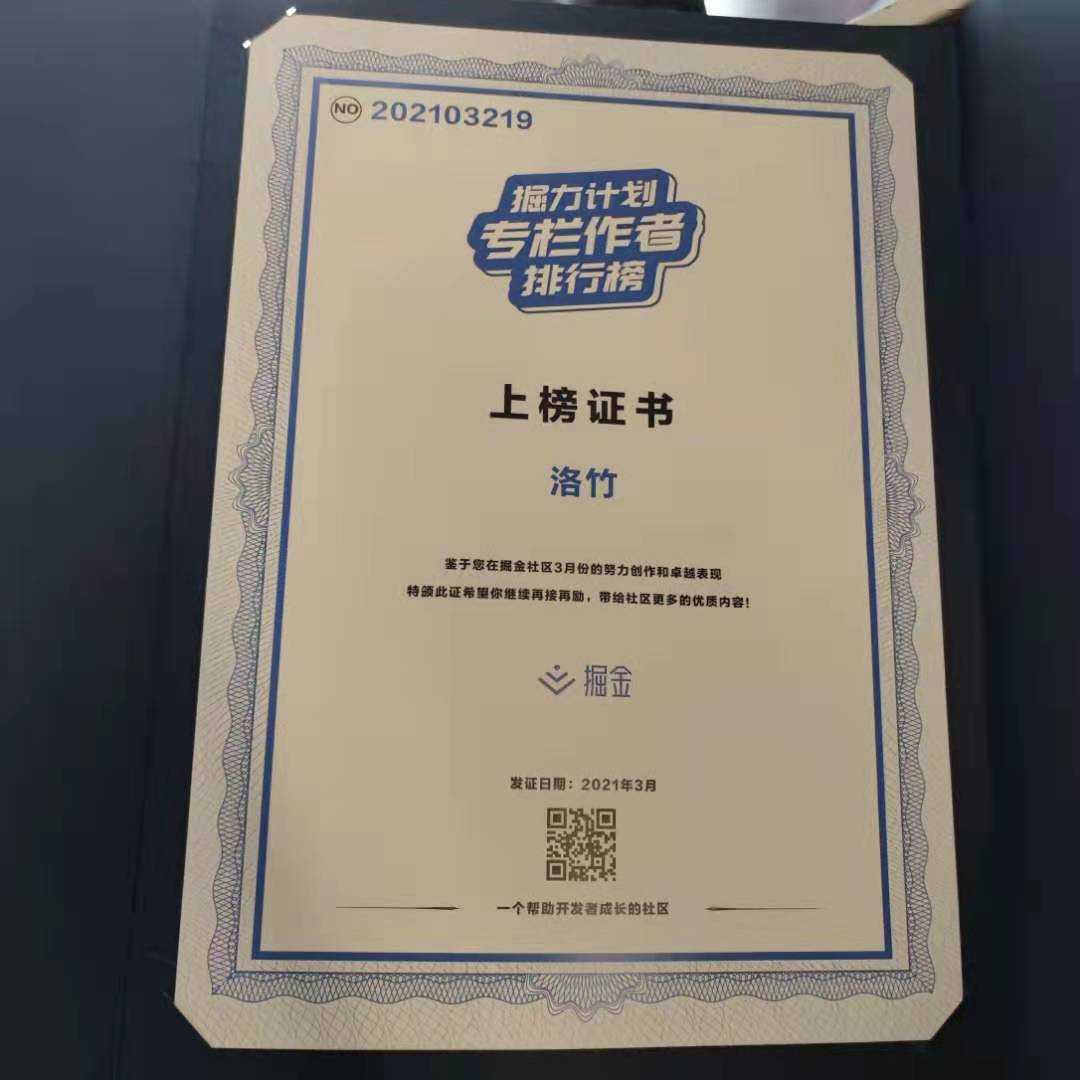 NO 202103219
掘力计划
专栏作者
排行榜
上榜证书
洛竹
鉴于您在掘金社区3月份的努力创作和卓越表现
特颁此证希望你继续再接再励，带给社区更多的优质内容！
掘金
发证日期：2021年3月
一个帮助开发者成长的社区